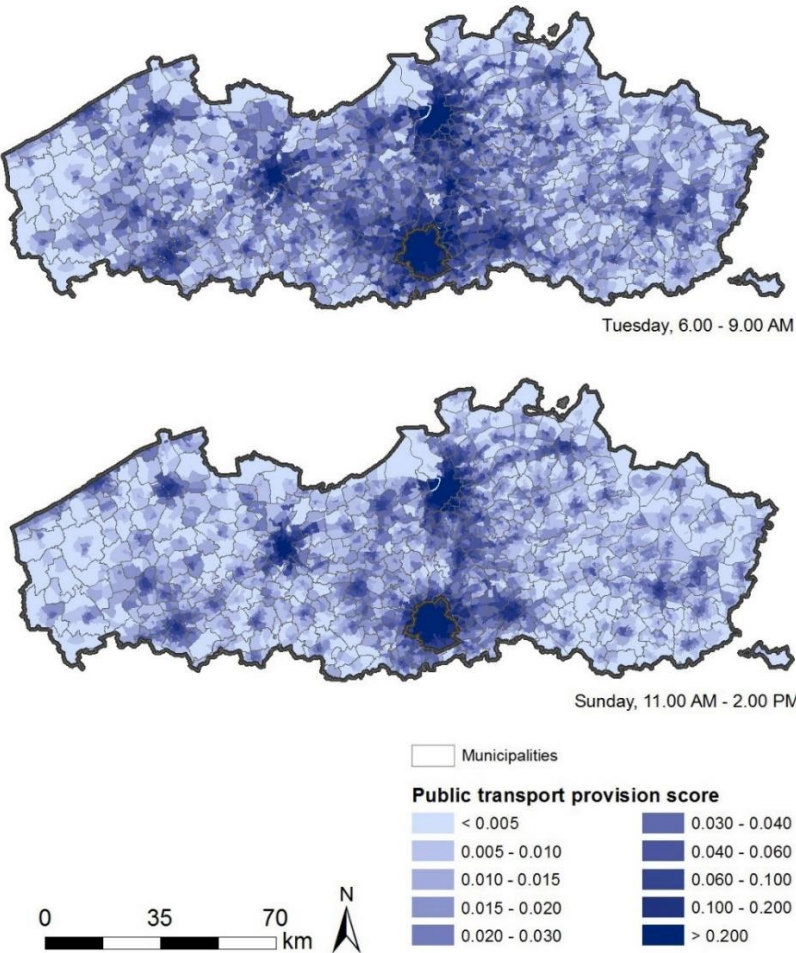 Tuesday, 6.00 - 9.00 AM
Sunday, 11.00 AM - 2.00 PM
Municipalities
Public transport provision score
< 0.005
0.005 - 0.010
0.010 - 0.015
0.015 - 0.020
0.020 - 0.030
0.030 - 0.040
0.040 - 0.060
0.060 - 0.100
0.100 - 0.200
> 0.200
0 35 70
km
N